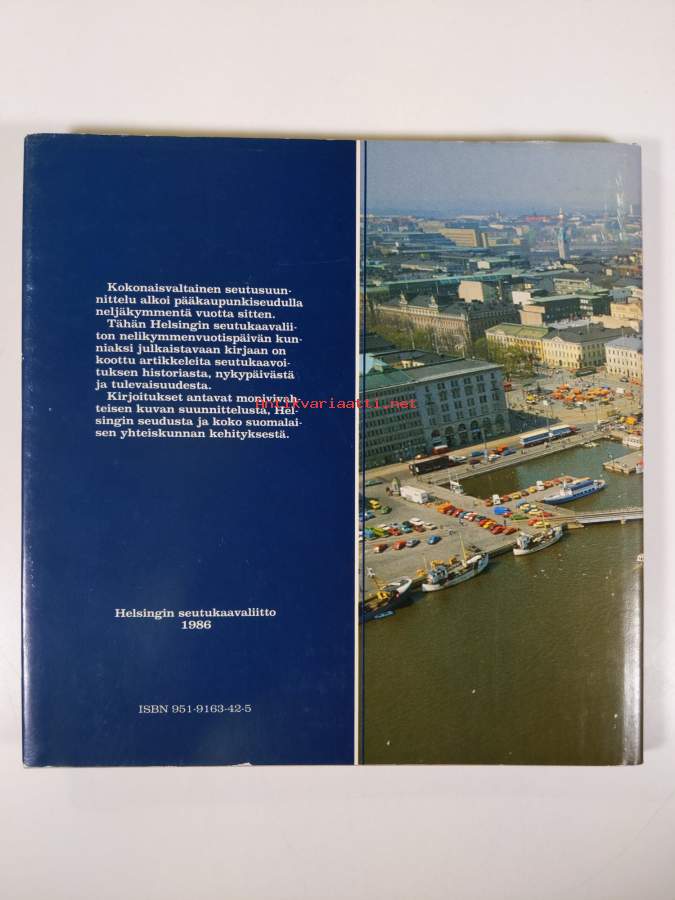 Kokonaisvaltainen seutusuun-
nittelu alkoi pääkaupunkiseudulla
neljäkymmentä vuotta sitten.
Tähän Helsingin seutukaavalii-
ton nelikymmenvuotispäivän kun-
niaksi julkaistavaan kirjaan on
koottu artikkeleita seutukaavoi-
tuksen historiasta, nykypäivästä
ja tulevaisuudesta.
Kirjoitukset antavat monivivah-
teisen kuvan suunnittelusta, Hel-
singin seudusta ja koko suomalai-
sen yhteiskunnan kehityksestä.
Antikvariaatti.net
Helsingin seutukaavaliitto
1986
ISBN 951-9163-42-5